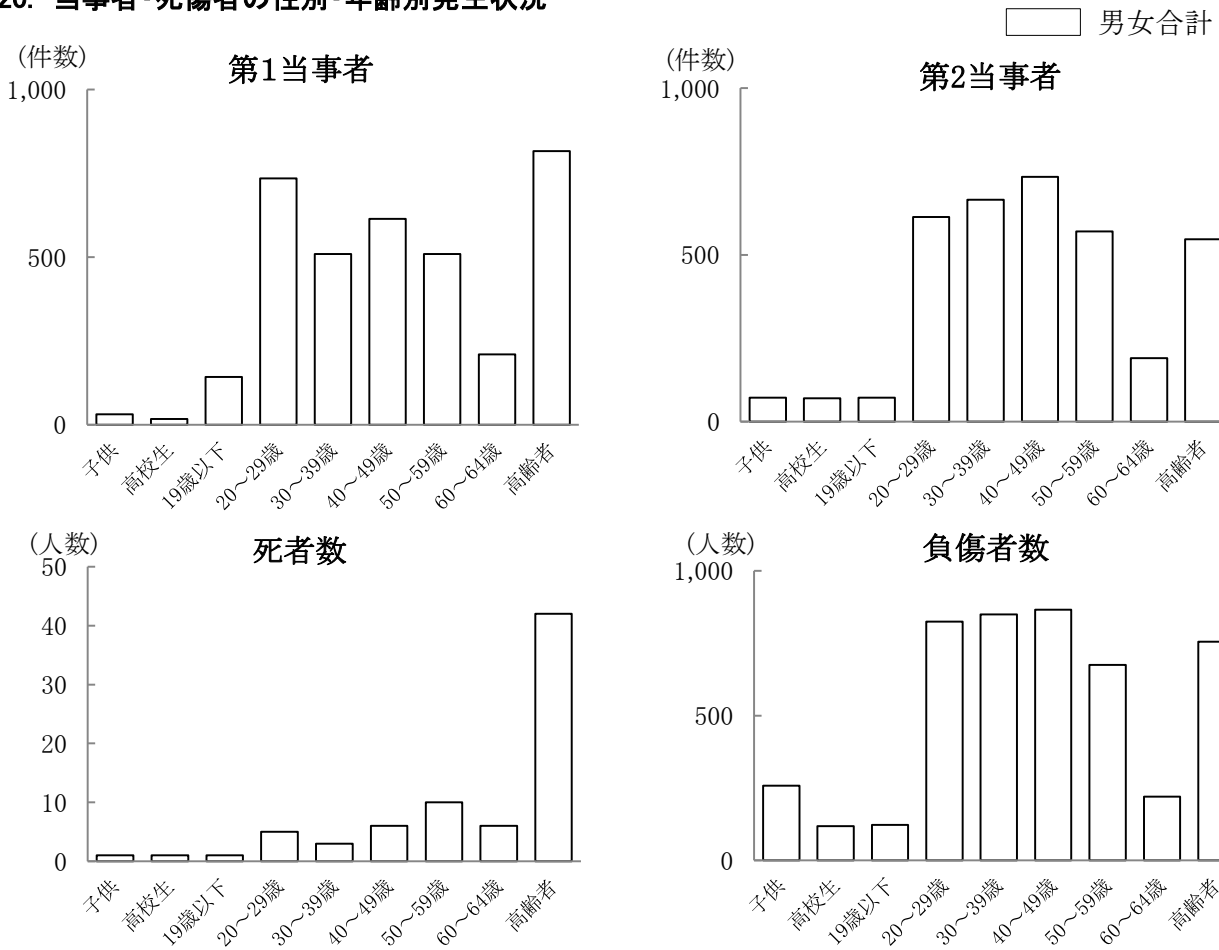 20. 当事者・死傷者の性別・年齢別発生状況
男女合計
(件数)
第1当事者
1,000
500
0
子供
高校生
19歳以下
20～29歳
30～39歳
40～49歳
50～59歳
60～64歳
高齢者
(件数)
第2当事者
1,000
500
0
子供
高校生
19歳以下
20～29歳
30～39歳
40～49歳
50～59歳
60～64歳
高齢者
(人数)
死者数
50
40
30
20
10
0
子供
高校生
19歳以下
20～29歳
30～39歳
40～49歳
50～59歳
60～64歳
高齢者
(人数)
負傷者数
1,000
500
0
子供
高校生
19歳以下
20～29歳
30～39歳
40～49歳
50～59歳
60～64歳
高齢者